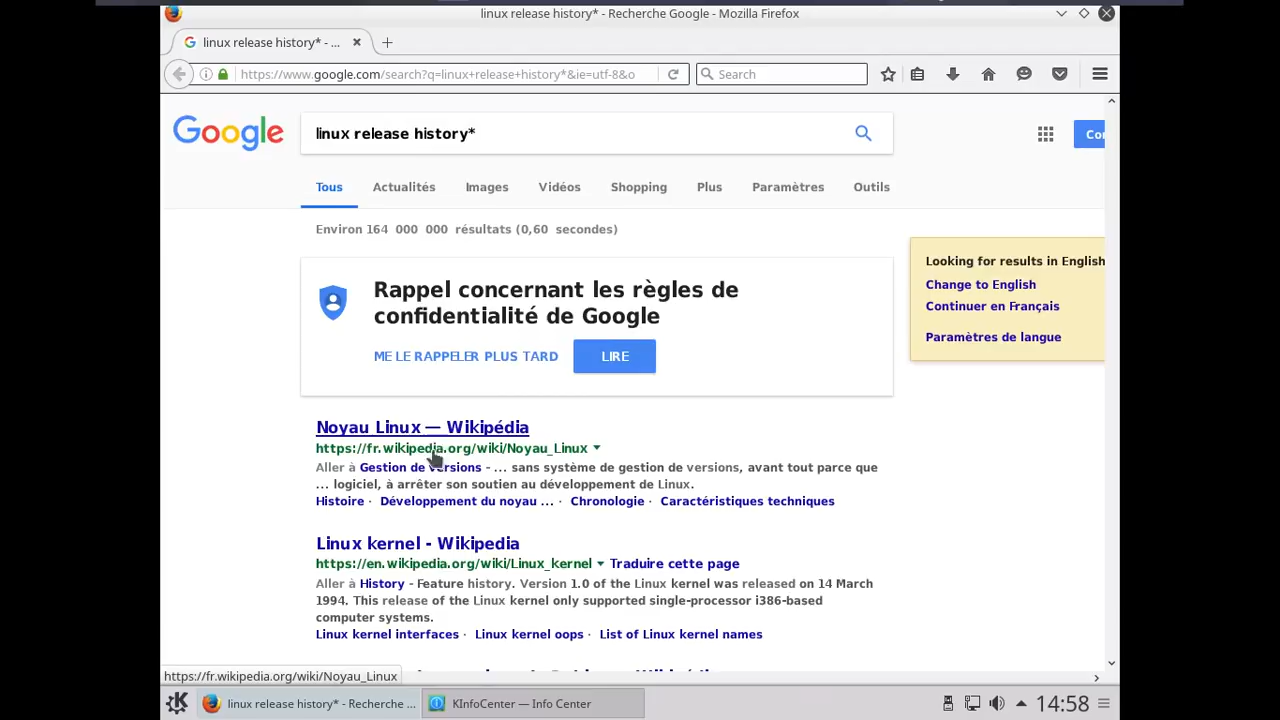 linux release history* - Recherche Google - Mozilla Firefox
linux release history* - ...
https://www.google.com/search?q=linux+release+history*&ie=utf-8&o
Search
Google
linux release history*
Con
Tous
Actualités
Images
Vidéos
Shopping
Plus
Paramètres
Outils
Environ 164 000 000 résultats (0,60 secondes)
Looking for results in English
Change to English
Continuer en Français
Paramètres de langue
Rappel concernant les règles de
confidentialité de Google
ME LE RAPPELER PLUS TARD
LIRE
Noyau Linux — Wikipédia
https://fr.wikipedia.org/wiki/Noyau_Linux
Aller à Gestion de versions - ... sans système de gestion de versions, avant tout parce que
... logiciel, à arrêter son soutien au développement de Linux.
Histoire · Développement du noyau ... · Chronologie · Caractéristiques techniques
Linux kernel - Wikipedia
https://en.wikipedia.org/wiki/Linux_kernel Traduire cette page
Aller à History - Feature history. Version 1.0 of the Linux kernel was released on 14 March
1994. This release of the Linux kernel only supported single-processor i386-based
computer systems.
Linux kernel interfaces · Linux kernel oops · List of Linux kernel names
https://fr.wikipedia.org/wiki/Noyau_Linux
linux release history* - Recherche ...
KInfoCenter — Info Center
14:58